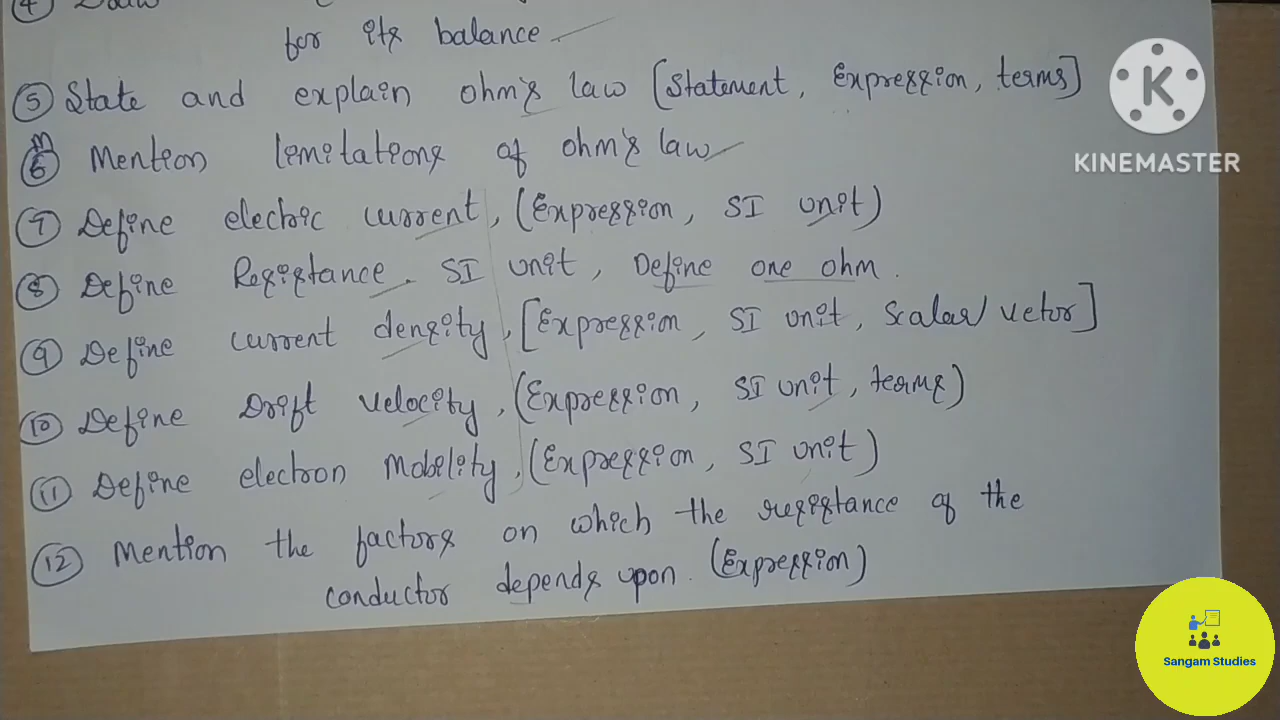 ④
for its balance
⑤ State and explain ohm's law [Statement, Expression, terms]
⑥ Mention limitations of ohm's law
⑦ Define electric current, (Expression, SI unit)
⑧ Define Resistance. SI unit, Define one ohm.
⑨ Define current density, [Expression, SI unit, Scalar/vetor]
⑩ Define Drift velocity, (Expression, SI unit, terms)
⑪ Define electron Mobility, (Expression, SI unit)
⑫ Mention the factors on which the resistance of the
conductor depends upon. (Expression)
K
KINEMASTER
Sangam Studies